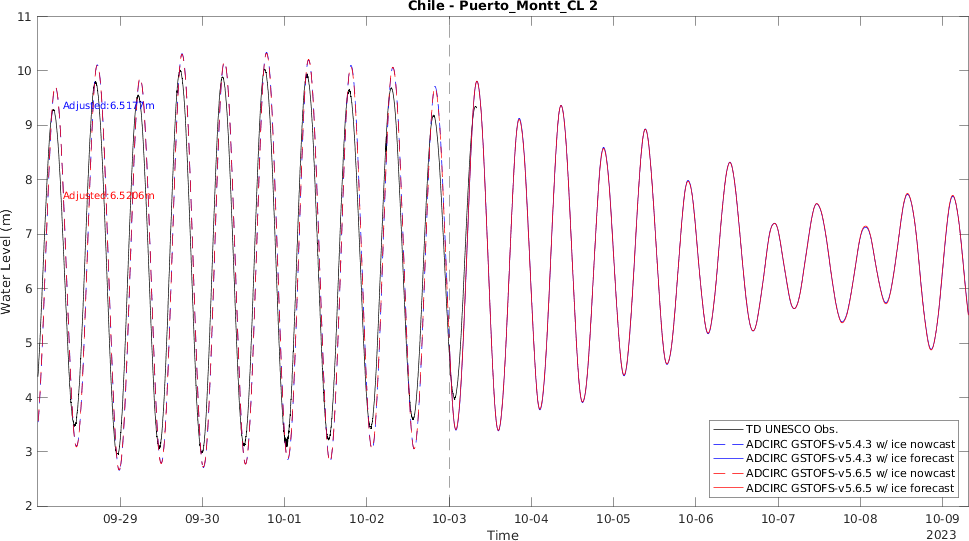 Chile - Puerto_Montt_CL 2
11
10
9
8
7
6
5
4
3
2
Water Level (m)
Adjusted:6.5177m
Adjusted:6.5206m
TD UNESCO Obs.
ADCIRC GSTOFS-v5.4.3 w/ ice nowcast
ADCIRC GSTOFS-v5.4.3 w/ ice forecast
ADCIRC GSTOFS-v5.6.5 w/ ice nowcast
ADCIRC GSTOFS-v5.6.5 w/ ice forecast
09-29 09-30 10-01 10-02 10-03 10-04 10-05 10-06 10-07 10-08 10-09
Time
2023